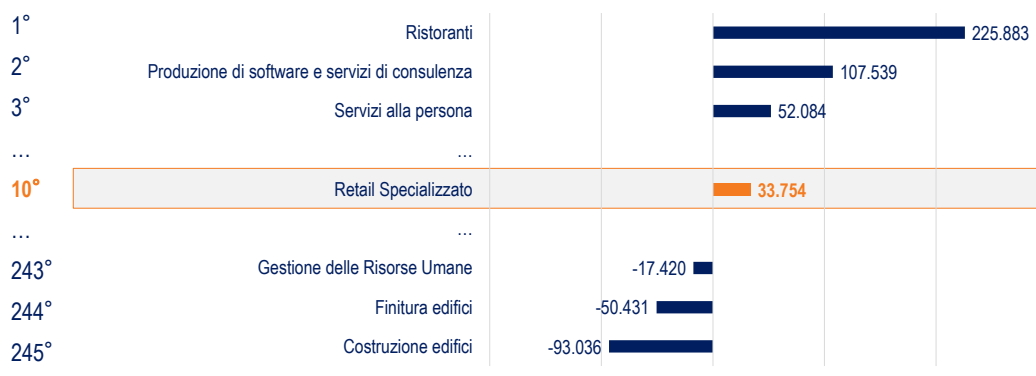 1° Ristoranti 225.883
2° Produzione di software e servizi di consulenza 107.539
3° Servizi alla persona 52.084
… …
10° Retail Specializzato 33.754
… …
243° Gestione delle Risorse Umane -17.420
244° Finitura edifici -50.431
245° Costruzione edifici -93.036